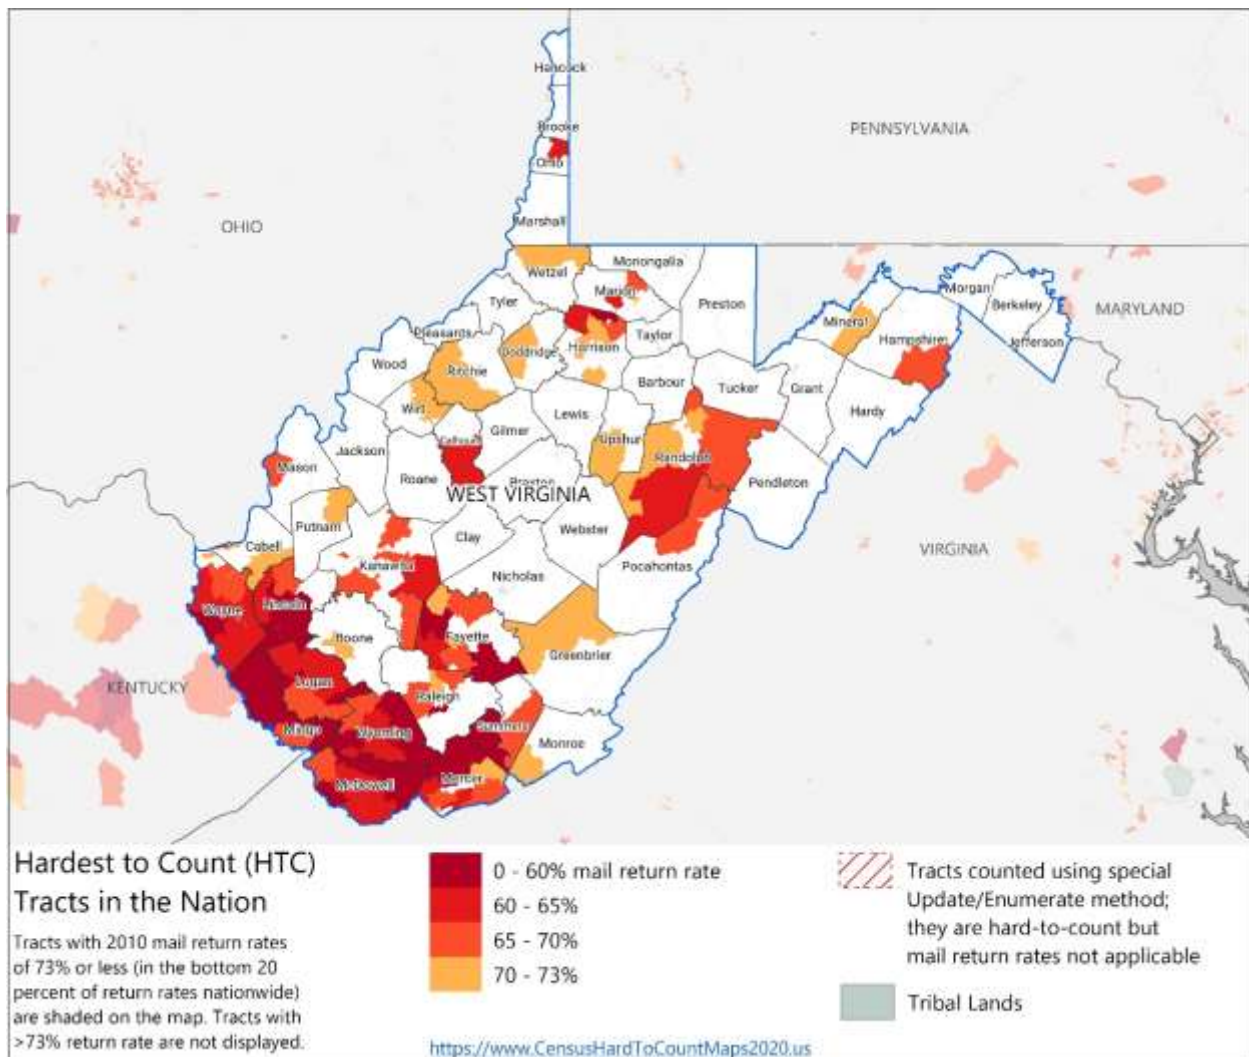 Hancock
Brooke
PENNSYLVANIA
Ohio
OHIO
Marshall
Wetzel
Monongalia
Marion
Tyler
Preston
Morgan
Berkeley
MARYLAND
Pleasants
Taylor
Mineral
Hampshire
Jefferson
Doddridge
Harrison
Wood
Ritchie
Barbour
Tucker
Grant
Hardy
Wirt
Lewis
Gilmer
Calhoun
Upshur
Randolph
Jackson
Mason
Roane
Pendleton
WEST VIRGINIA
Putnam
Webster
Clay
Cabell
VIRGINIA
Kanawha
Pocahontas
Nicholas
Wayne
Lincoln
Boone
Fayette
Greenbrier
KENTUCKY
Logan
Raleigh
Mingo
Wyoming
Summers
Monroe
McDowell
Mercer
Hardest to Count (HTC)
Tracts in the Nation
Tracts with 2010 mail return rates
of 73% or less (in the bottom 20
percent of return rates nationwide)
are shaded on the map. Tracts with
>73% return rate are not displayed.
0 - 60% mail return rate
60 - 65%
65 - 70%
70 - 73%
https://www.CensusHardToCountMaps2020.us
Tracts counted using special
Update/Enumerate method;
they are hard-to-count but
mail return rates not applicable
Tribal Lands